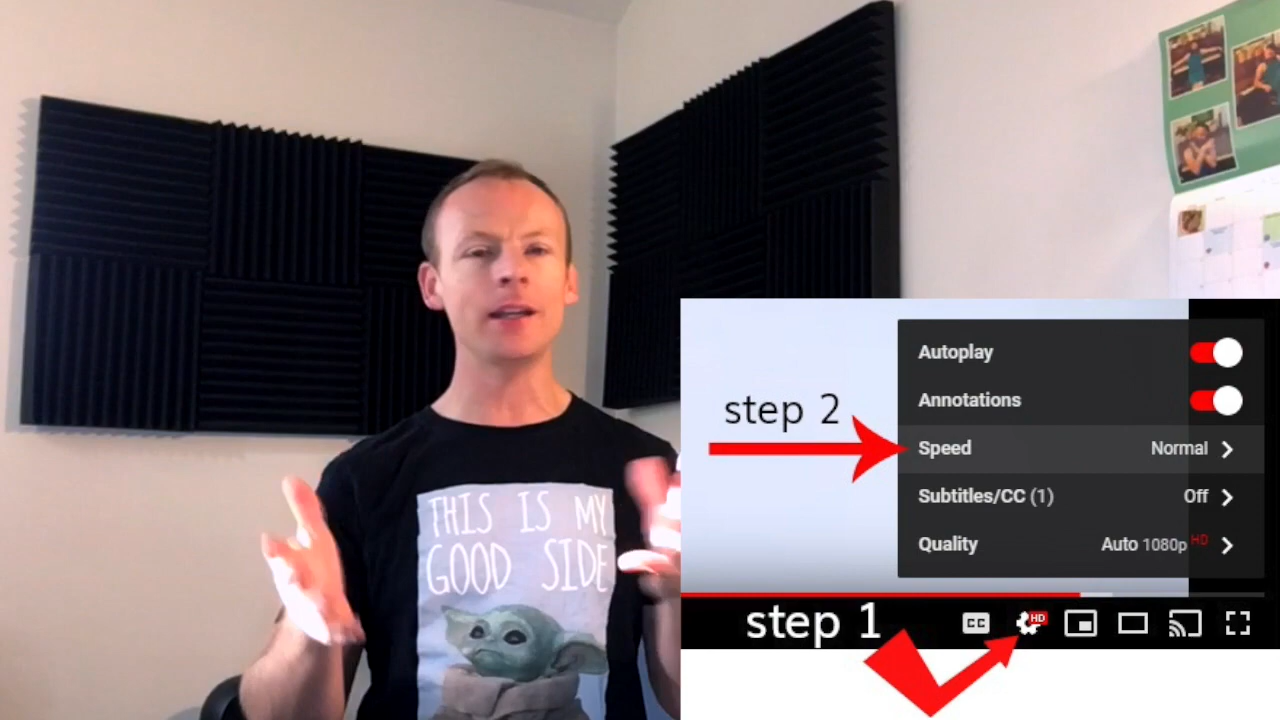 THIS IS MY
GOOD SIDE
step 2
Autoplay
Annotations
Speed Normal
Subtitles/CC (1) Off
Quality Auto 1080p HD
step 1
CC HD